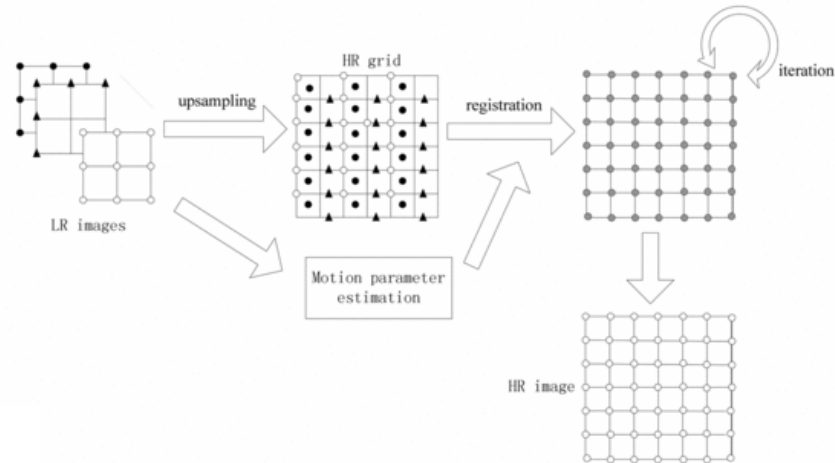 HR grid
iteration
upsampling
registration
LR images
Motion parameter
estimation
HR image